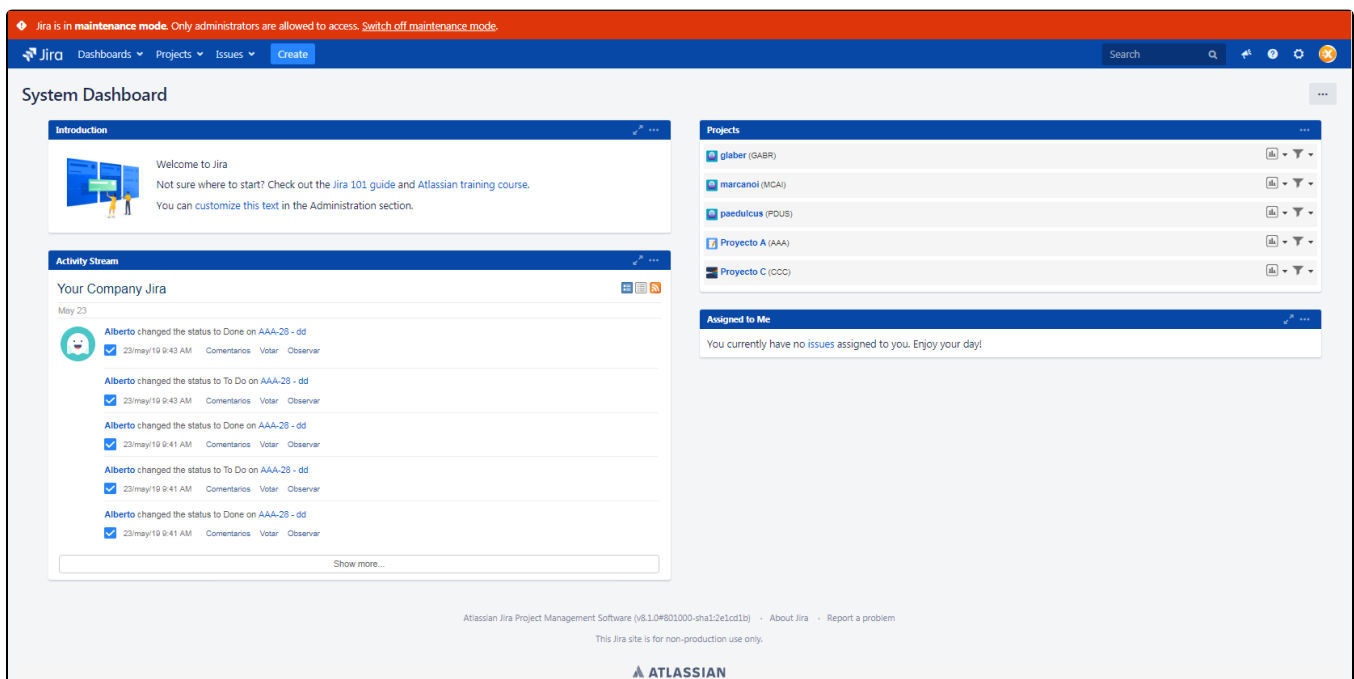 Jira is in maintenance mode. Only administrators are allowed to access. Switch off maintenance mode.
Jira Dashboards Projects Issues Create Search
System Dashboard
Introduction
Welcome to Jira
Not sure where to start? Check out the Jira 101 guide and Atlassian training course.
You can customize this text in the Administration section.
Activity Stream
Your Company Jira
May 23
Alberto changed the status to Done on AAA-28 - dd
23/may/19 9:43 AM Comentarios Votar Observar
Alberto changed the status to To Do on AAA-28 - dd
23/may/19 9:43 AM Comentarios Votar Observar
Alberto changed the status to Done on AAA-28 - dd
23/may/19 9:41 AM Comentarios Votar Observar
Alberto changed the status to To Do on AAA-28 - dd
23/may/19 9:41 AM Comentarios Votar Observar
Alberto changed the status to Done on AAA-28 - dd
23/may/19 9:41 AM Comentarios Votar Observar
Show more...
Projects
glaber (GABR)
marcanoi (MCAI)
paedulcus (PDUS)
Proyecto A (AAA)
Proyecto C (CCC)
Assigned to Me
You currently have no issues assigned to you. Enjoy your day!
Atlassian Jira Project Management Software (v8.1.0#801000-sha1:2e1cd1b) · About Jira · Report a problem
This Jira site is for non-production use only.
ATLASSIAN